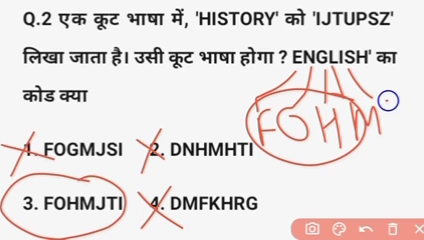 Q.2 एक कूट भाषा में, 'HISTORY' को 'IJTUPSZ'
लिखा जाता है। उसी कूट भाषा होगा ? ENGLISH' का
कोड क्या
FOHM
1. FOGMJSI 2. DNHMHTI
3. FOHMJTI 4. DMFKHRG